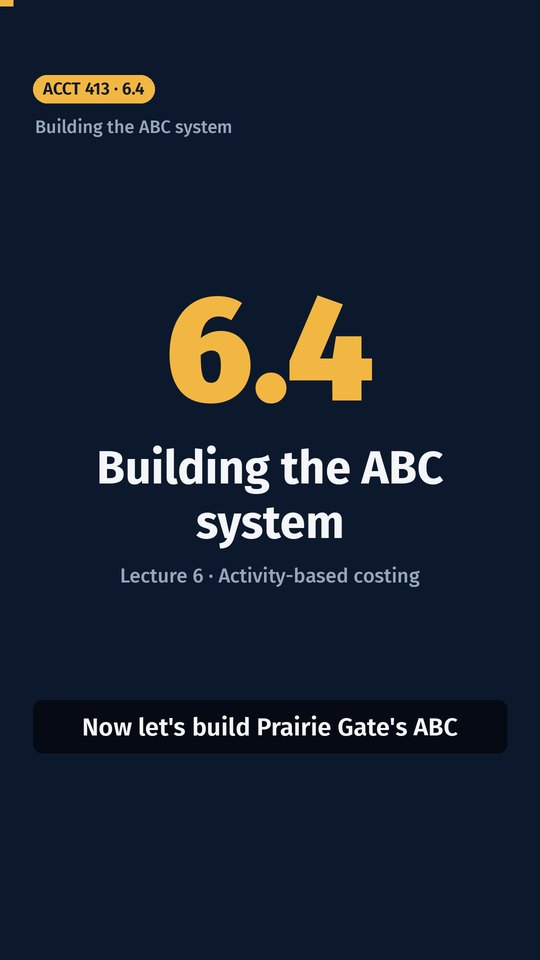 ACCT 413 · 6.4
Building the ABC system
6.4
Building the ABC
system
Lecture 6 · Activity-based costing
Now let's build Prairie Gate's ABC